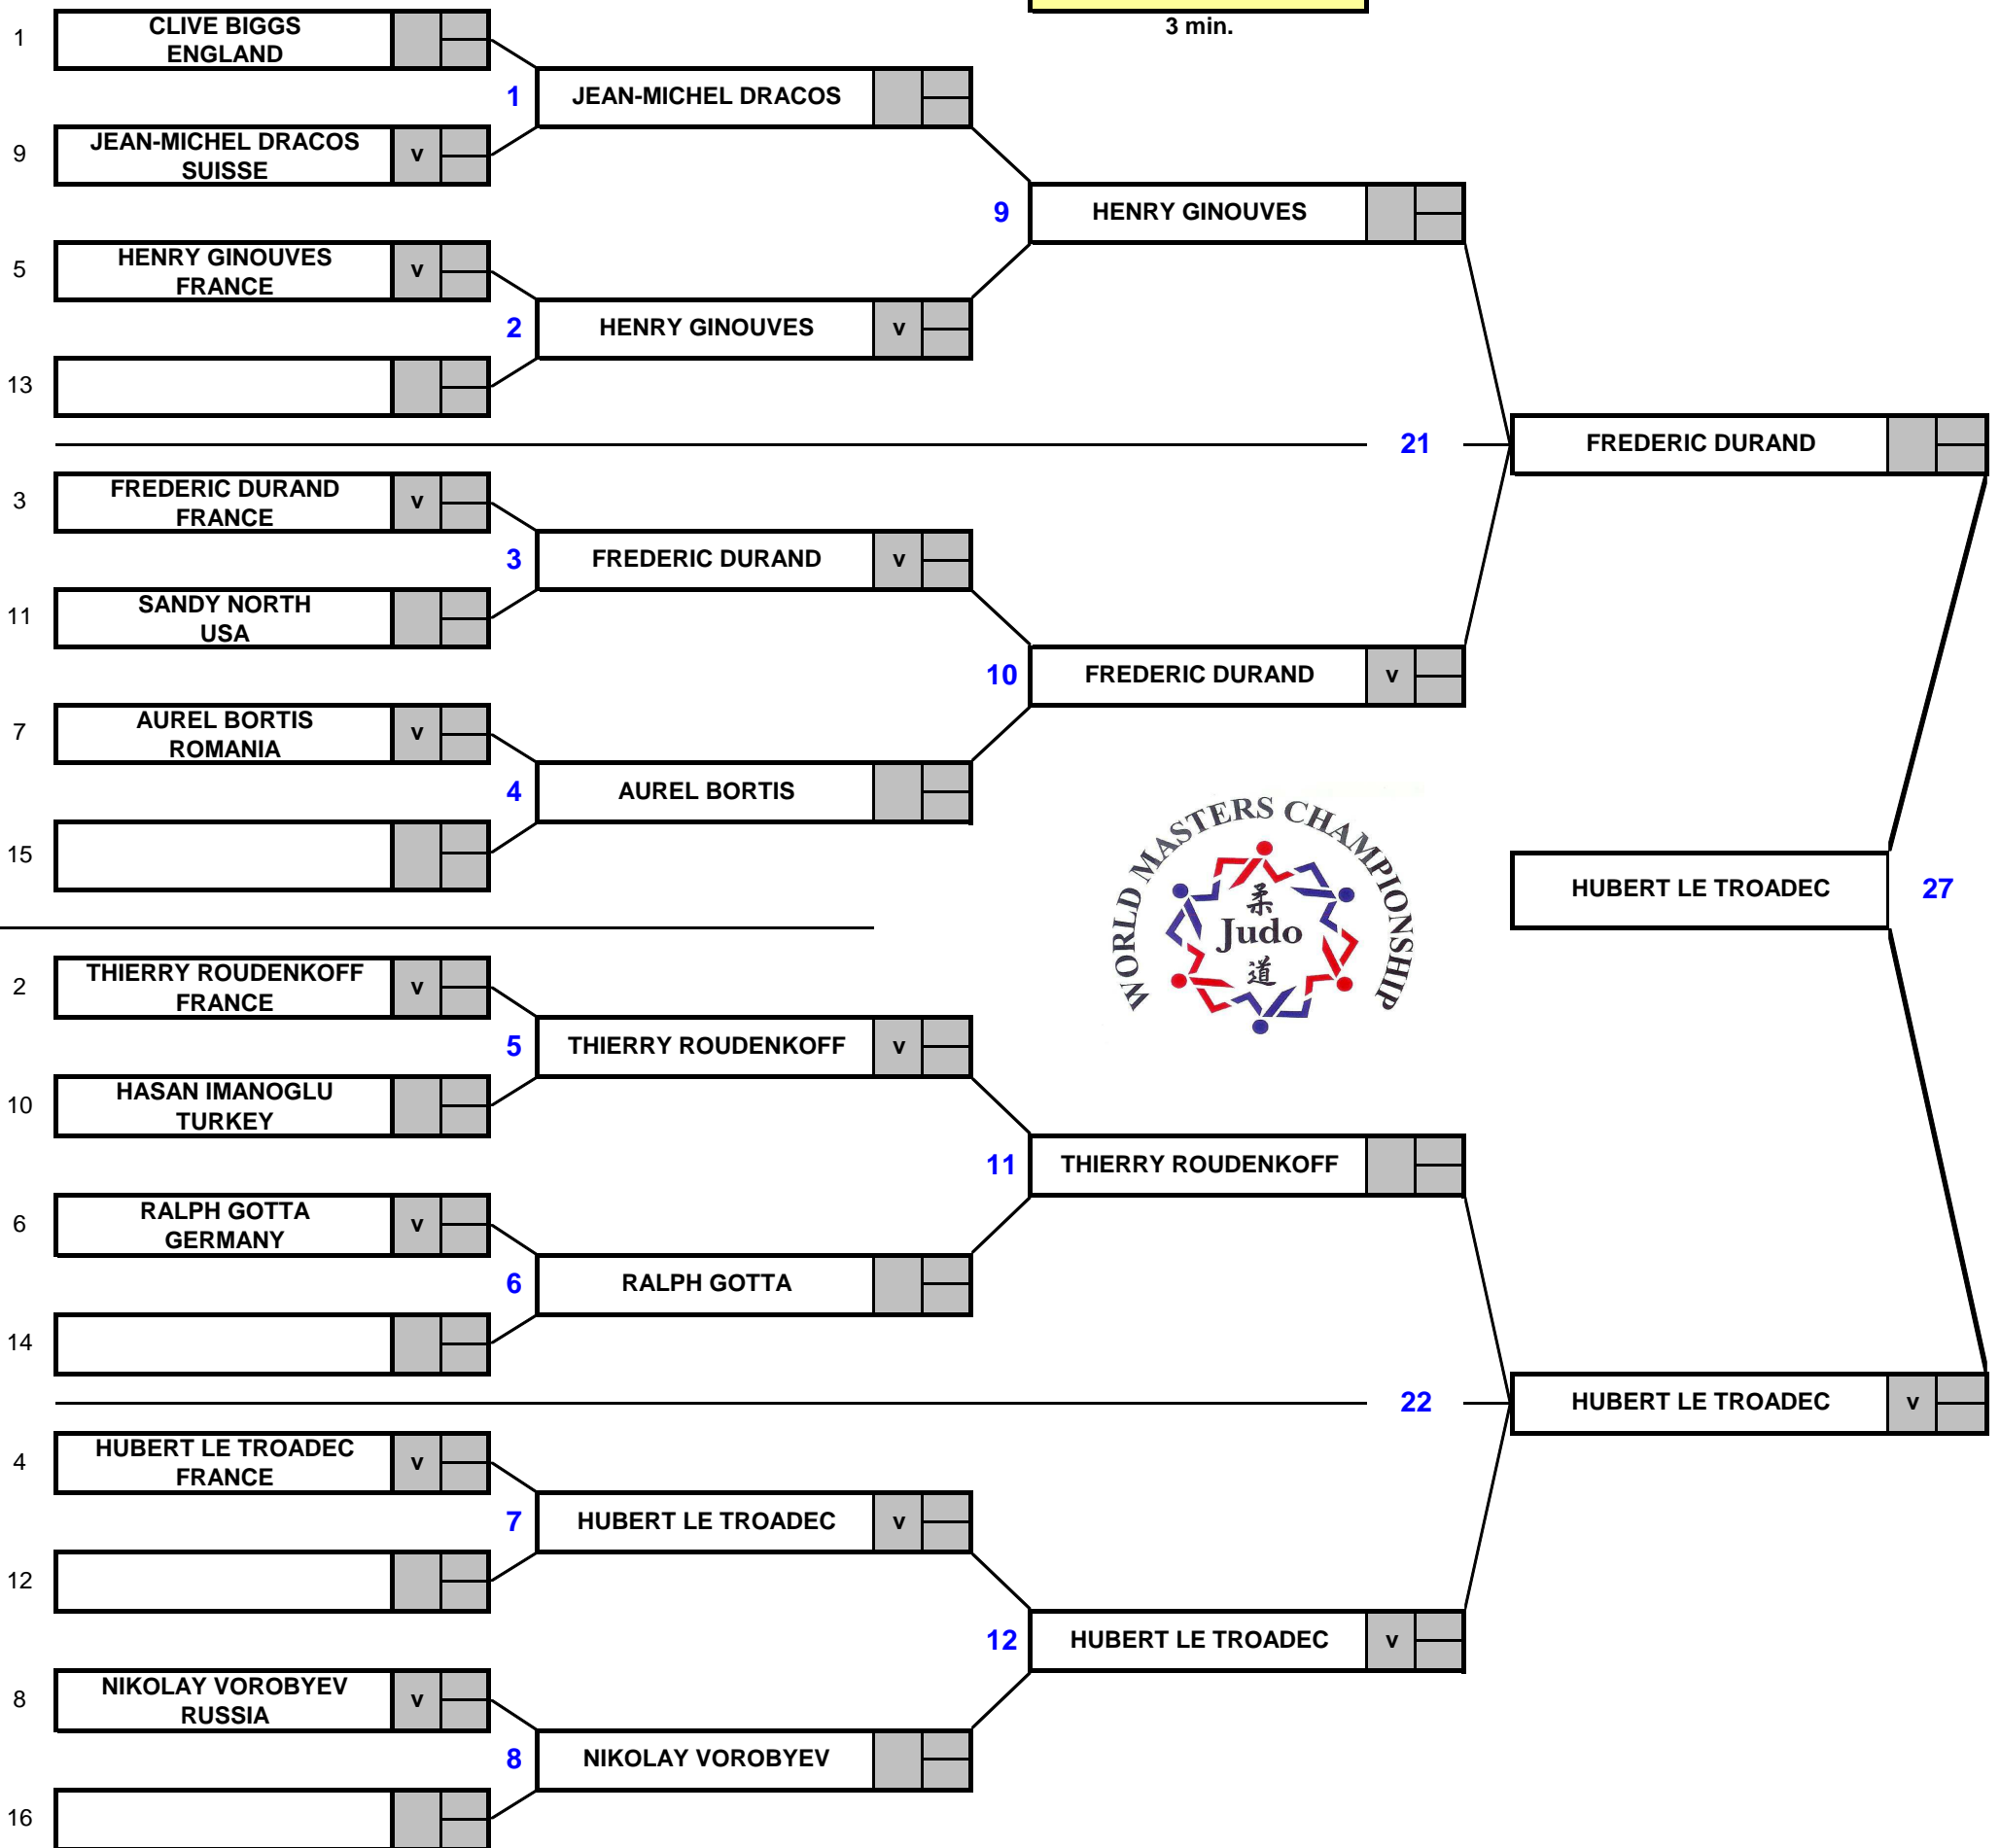 3 min.
1
CLIVE BIGGS
ENGLAND
1
JEAN-MICHEL DRACOS
9
JEAN-MICHEL DRACOS
SUISSE
v
9
HENRY GINOUVES
5
HENRY GINOUVES
FRANCE
v
2
HENRY GINOUVES
v
13
21
FREDERIC DURAND
3
FREDERIC DURAND
FRANCE
v
3
FREDERIC DURAND
v
11
SANDY NORTH
USA
10
FREDERIC DURAND
v
7
AUREL BORTIS
ROMANIA
v
4
AUREL BORTIS
15
WORLD MASTERS CHAMPIONSHIP
柔
Judo
道
HUBERT LE TROADEC
27
2
THIERRY ROUDENKOFF
FRANCE
v
5
THIERRY ROUDENKOFF
v
10
HASAN IMANOGLU
TURKEY
11
THIERRY ROUDENKOFF
6
RALPH GOTTA
GERMANY
v
6
RALPH GOTTA
14
22
HUBERT LE TROADEC
v
4
HUBERT LE TROADEC
FRANCE
v
7
HUBERT LE TROADEC
v
12
12
HUBERT LE TROADEC
v
8
NIKOLAY VOROBYEV
RUSSIA
v
8
NIKOLAY VOROBYEV
16